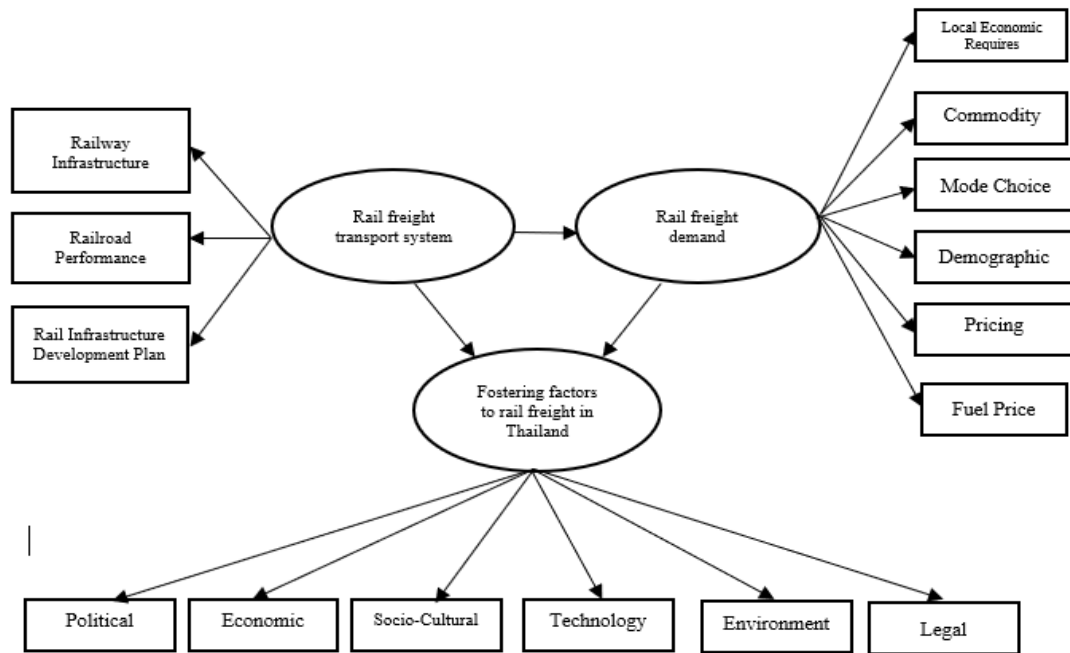 Local Economic
Requires
Railway
Infrastructure
Commodity
Mode Choice
Rail freight
transport system
Rail freight
demand
Railroad
Performance
Demographic
Rail Infrastructure
Development Plan
Pricing
Fostering factors
to rail freight in
Thailand
Fuel Price
Political
Economic
Socio-Cultural
Technology
Environment
Legal